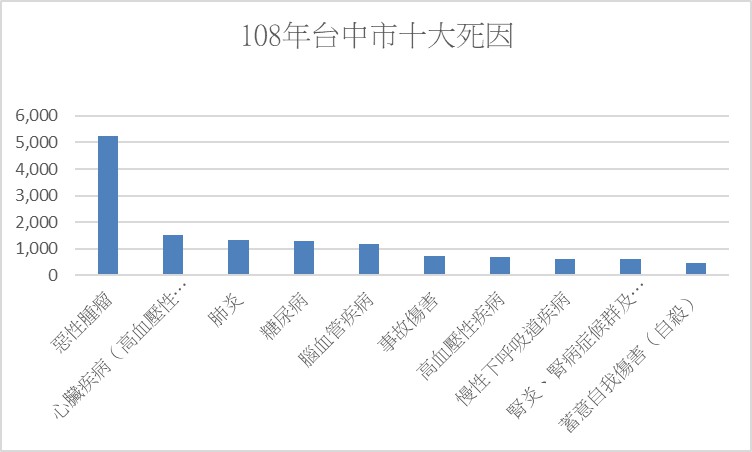 108年台中市十大死因
6,000
5,000
4,000
3,000
2,000
1,000
0
惡性腫瘤
心臟疾病（高血壓性…
肺炎
糖尿病
腦血管疾病
事故傷害
高血壓性疾病
慢性下呼吸道疾病
腎炎、腎病症候群及…
蓄意自我傷害（自殺）